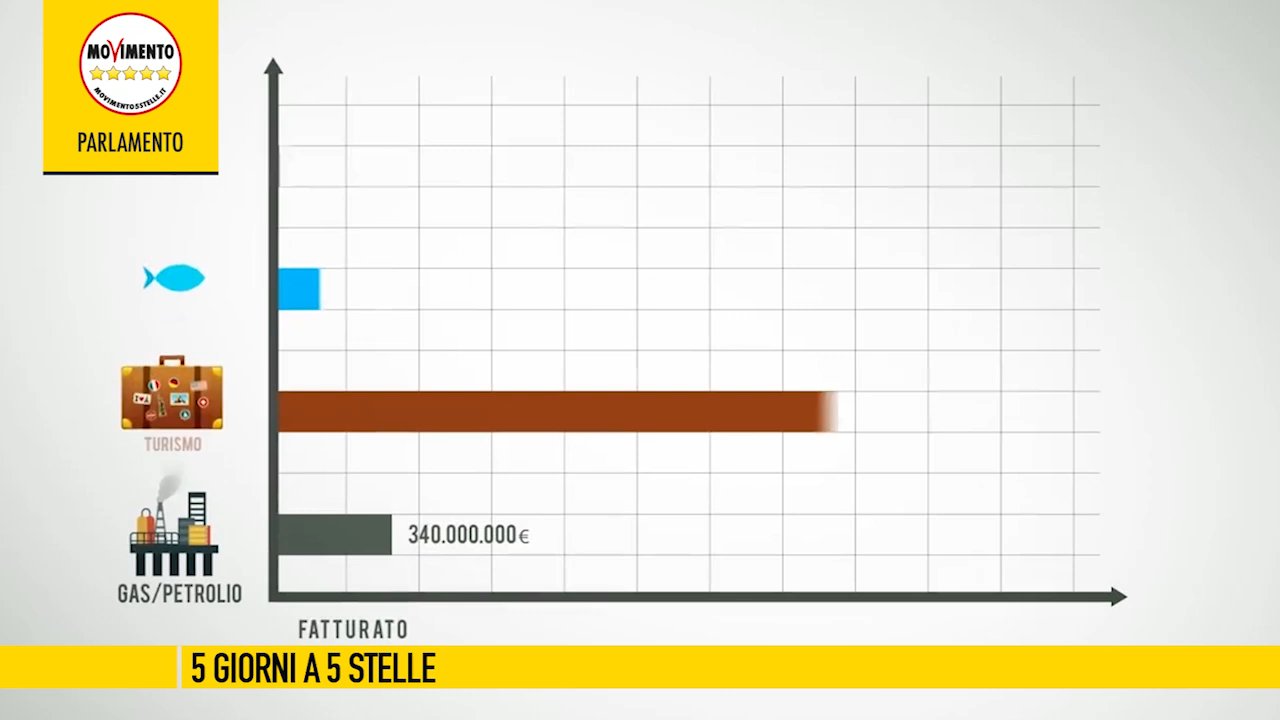 MOVIMENTO
MOVIMENTO5STELLE.IT
PARLAMENTO
TURISMO
340.000.000€
GAS/PETROLIO
FATTURATO
5 GIORNI A 5 STELLE